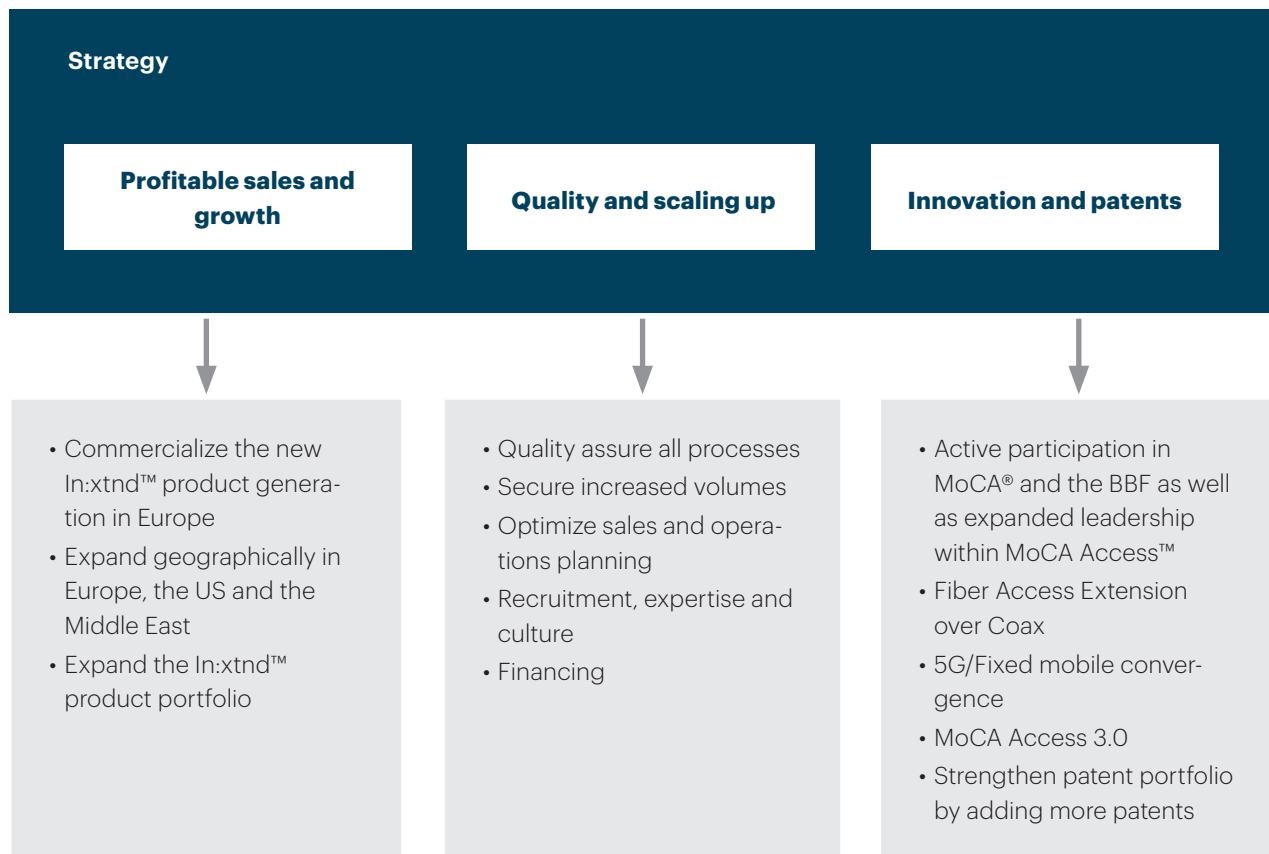 Strategy
Profitable sales and
growth
Quality and scaling up
Innovation and patents
• Commercialize the new
In:xtnd™ product genera-
tion in Europe
• Expand geographically in
Europe, the US and the
Middle East
• Expand the In:xtnd™
product portfolio
• Quality assure all processes
• Secure increased volumes
• Optimize sales and opera-
tions planning
• Recruitment, expertise and
culture
• Financing
• Active participation in
MoCA® and the BBF as well
as expanded leadership
within MoCA Access™
• Fiber Access Extension
over Coax
• 5G/Fixed mobile conver-
gence
• MoCA Access 3.0
• Strengthen patent portfolio
by adding more patents